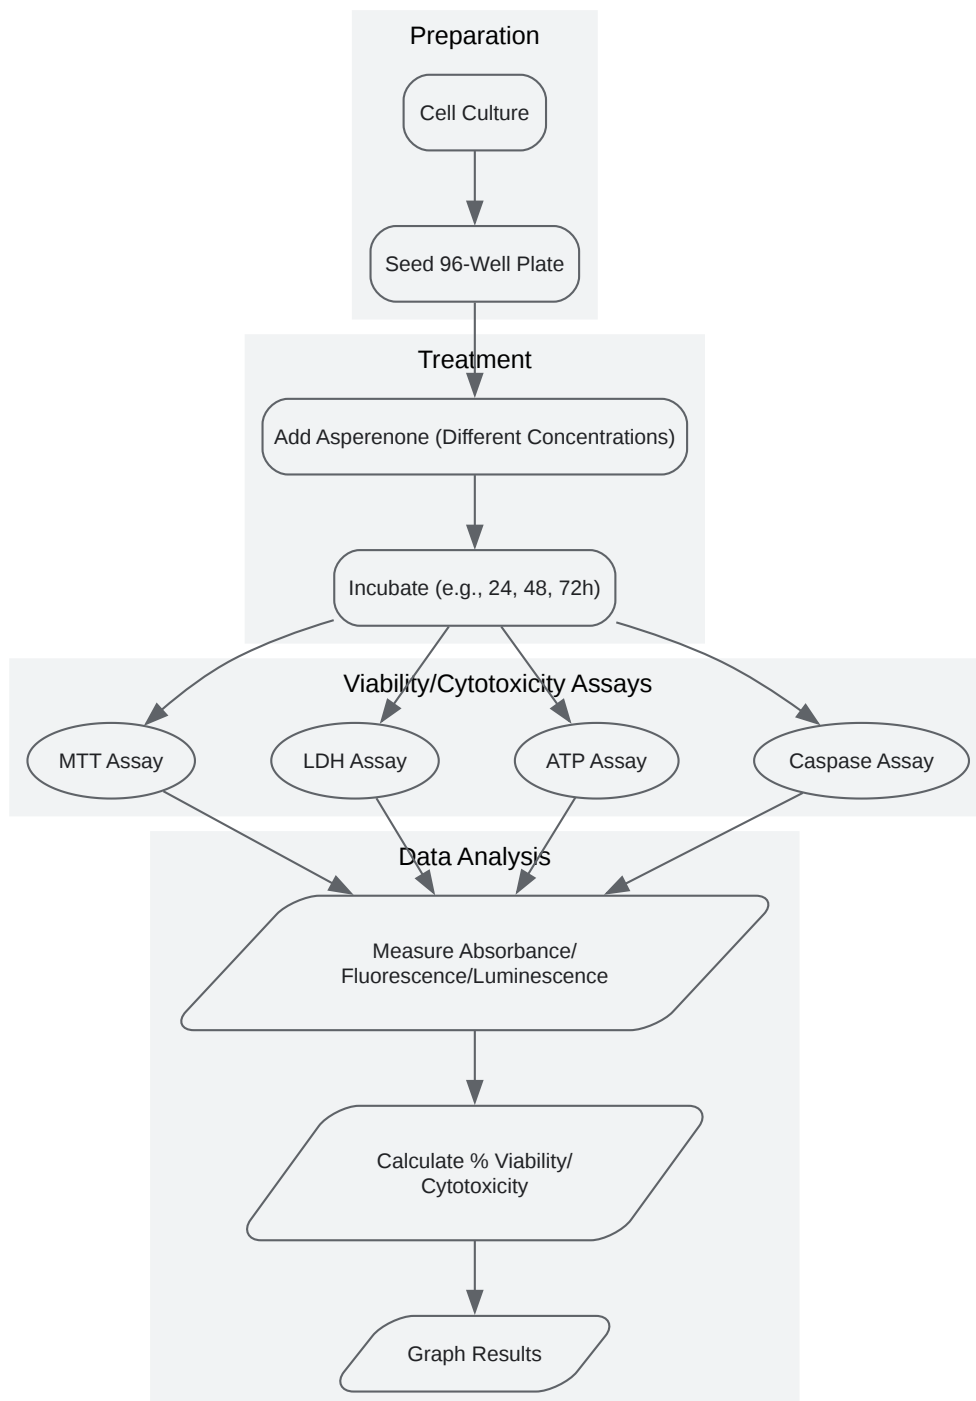 Preparation
Cell Culture
Seed 96-Well Plate
Treatment
Add Asperenone (Different Concentrations)
Incubate (e.g., 24, 48, 72h)
Viability/Cytotoxicity Assays
MTT Assay
LDH Assay
ATP Assay
Caspase Assay
Data Analysis
Measure Absorbance/
Fluorescence/Luminescence
Calculate % Viability/
Cytotoxicity
Graph Results